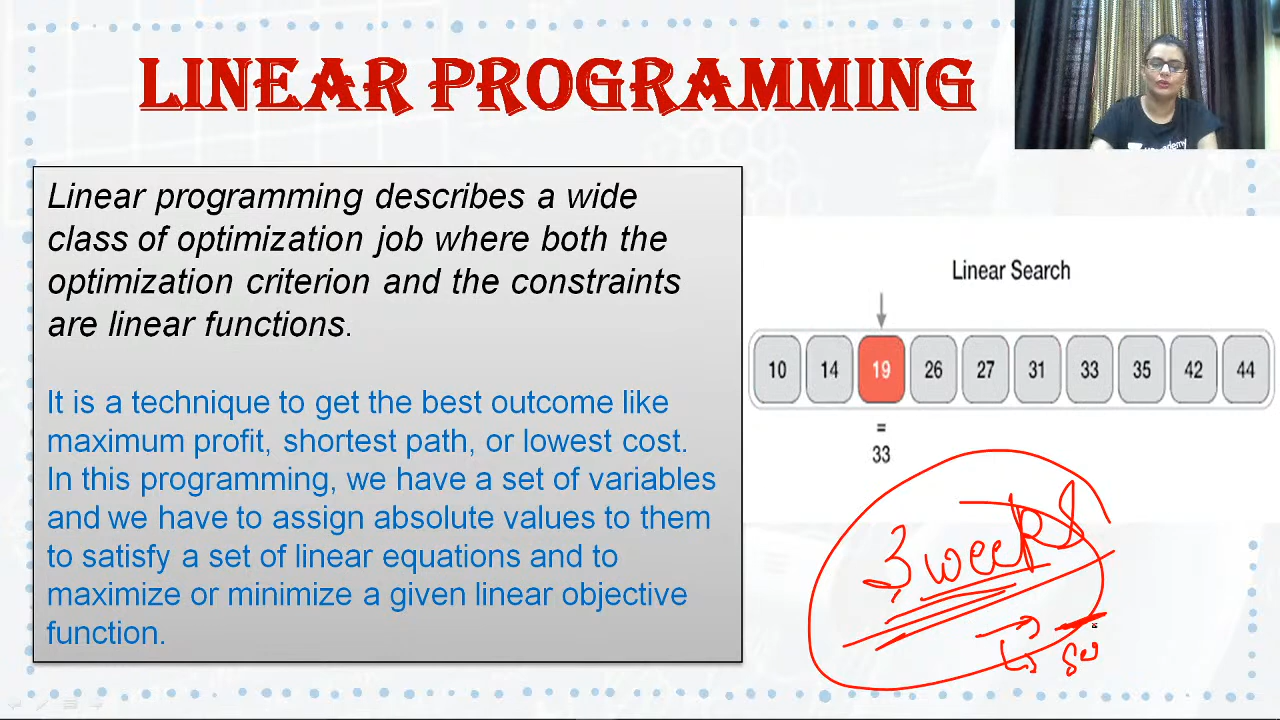 LINEAR PROGRAMMING
Linear programming describes a wide
class of optimization job where both the
optimization criterion and the constraints
are linear functions.
It is a technique to get the best outcome like
maximum profit, shortest path, or lowest cost.
In this programming, we have a set of variables
and we have to assign absolute values to them
to satisfy a set of linear equations and to
maximize or minimize a given linear objective
function.
Linear Search
10 14 19 26 27 31 33 35 42 44
=
33
3 weeks